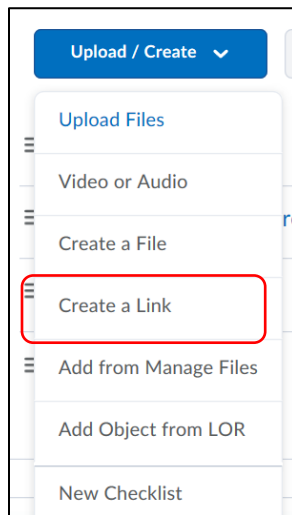 Upload / Create
Upload Files
Video or Audio
Create a File
Create a Link
Add from Manage Files
Add Object from LOR
New Checklist